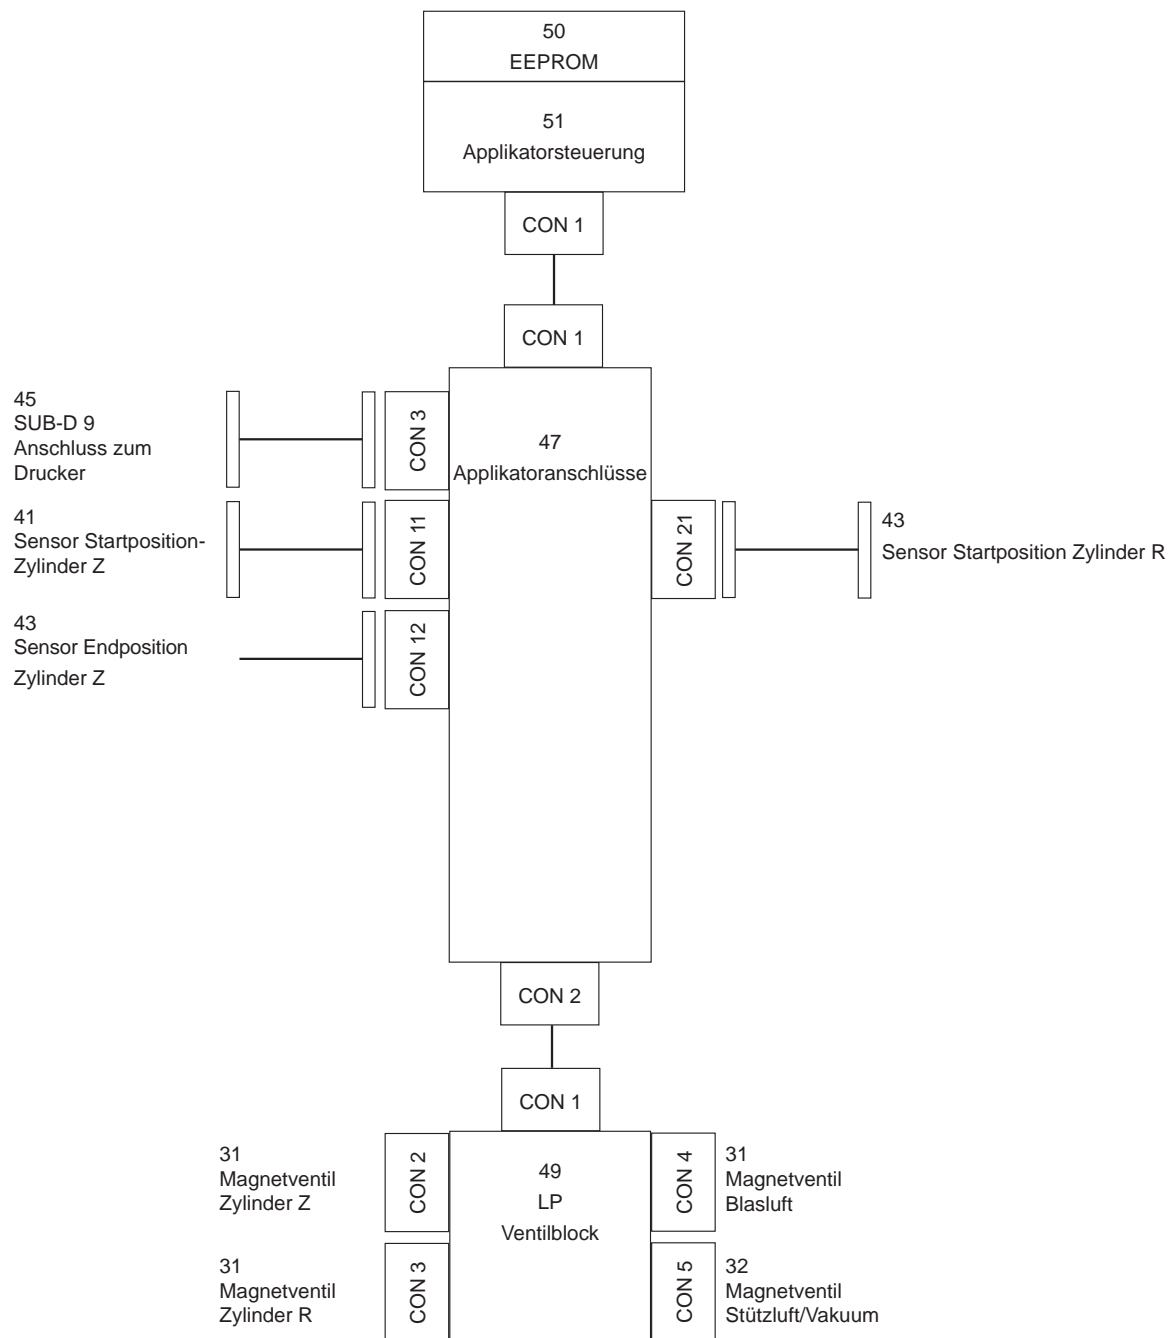 50
EEPROM
51
Applikatorsteuerung
CON 1
CON 1
45
SUB-D 9
Anschluss zum
Drucker
CON 3
47
Applikatoranschlüsse
41
Sensor Startposition-
Zylinder Z
CON 11
CON 21
43
Sensor Startposition Zylinder R
43
Sensor Endposition
Zylinder Z
CON 12
CON 2
CON 1
31
Magnetventil
Zylinder Z
CON 2
49
LP
Ventilblock
CON 4
31
Magnetventil
Blasluft
31
Magnetventil
Zylinder R
CON 3
CON 5
32
Magnetventil
Stützluft/Vakuum